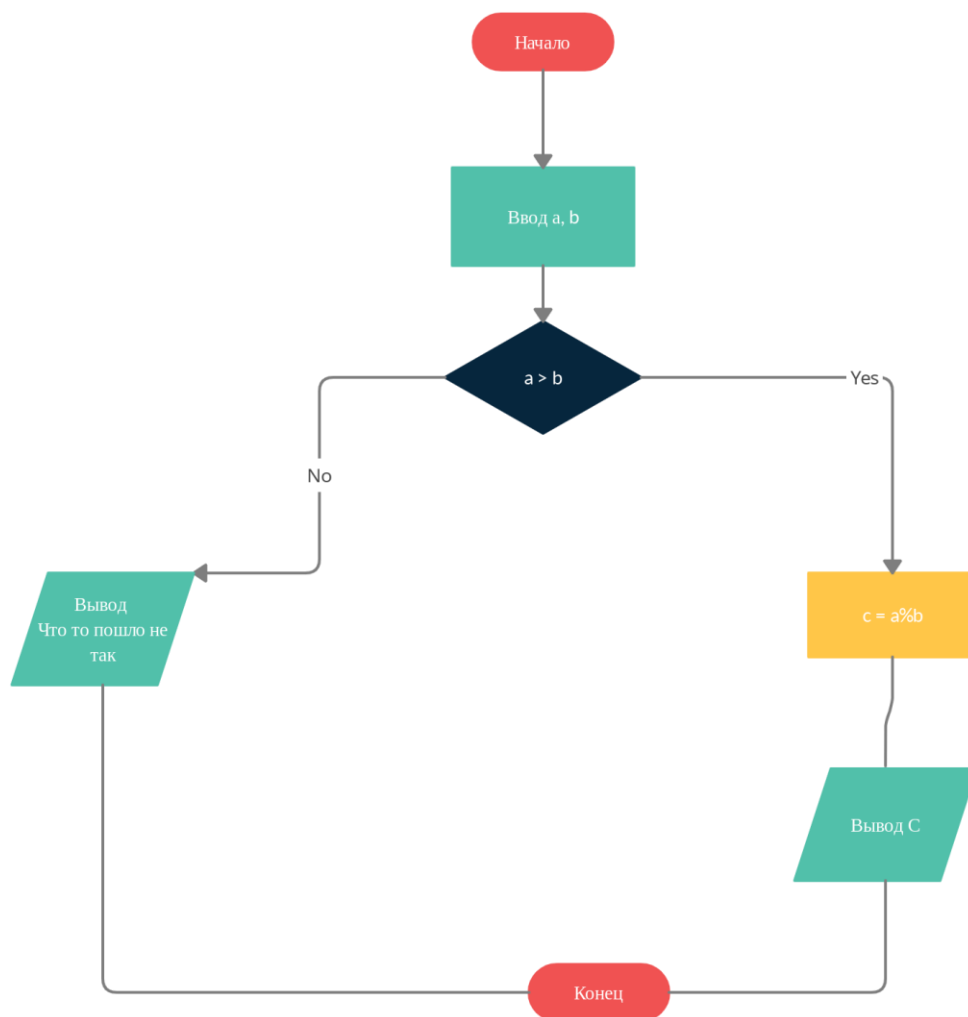 Начало
Ввод a, b
a > b
Yes
No
Вывод
Что то пошло не
так
c = a%b
Вывод С
Конец